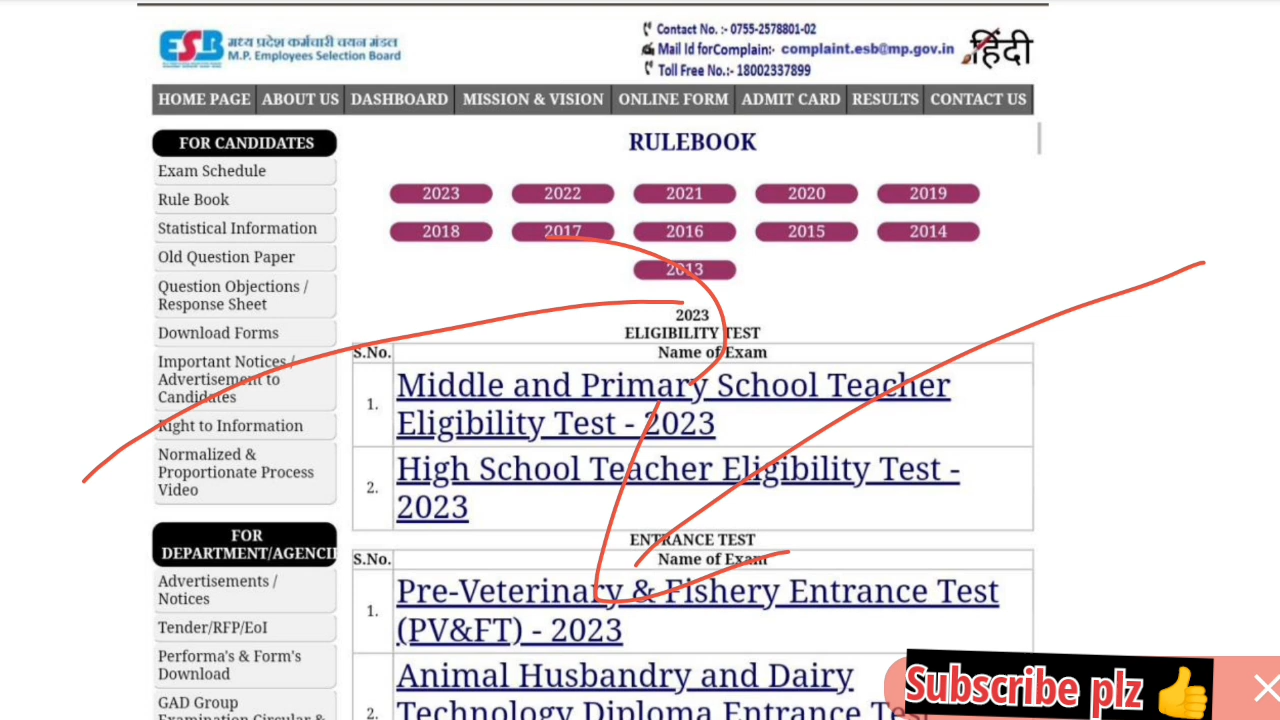 ESB मध्य प्रदेश कर्मचारी चयन मंडल
M.P. Employees Selection Board
Contact No. :- 0755-2578801-02
Mail Id forComplain:- complaint.esb@mp.gov.in
Toll Free No.:- 18002337899
हिंदी
HOME PAGE ABOUT US DASHBOARD MISSION & VISION ONLINE FORM ADMIT CARD RESULTS CONTACT US
FOR CANDIDATES
Exam Schedule
Rule Book
Statistical Information
Old Question Paper
Question Objections /
Response Sheet
Download Forms
Important Notices /
Advertisement to
Candidates
Right to Information
Normalized &
Proportionate Process
Video
FOR
DEPARTMENT/AGENCI
Advertisements /
Notices
Tender/RFP/EoI
Performa's & Form's
Download
GAD Group
Examination Circular &
RULEBOOK
2023 2022 2021 2020 2019
2018 2017 2016 2015 2014
2013
2023
ELIGIBILITY TEST
S.No. Name of Exam
1. Middle and Primary School Teacher
Eligibility Test - 2023
2. High School Teacher Eligibility Test -
2023
ENTRANCE TEST
S.No. Name of Exam
1. Pre-Veterinary & Fishery Entrance Test
(PV&FT) - 2023
2. Animal Husbandry and Dairy
Technology Diploma Entrance Test
Subscribe plz